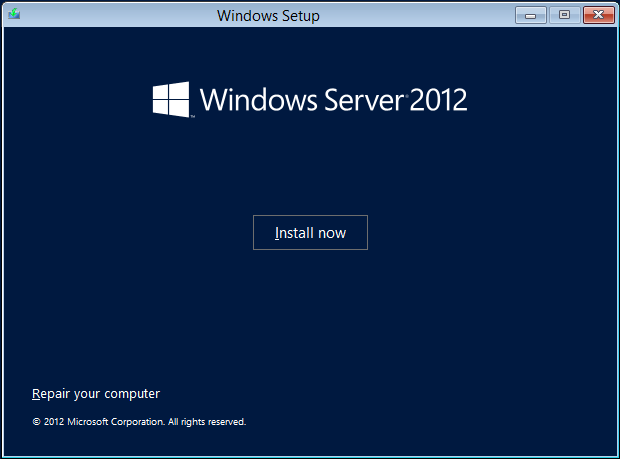 Windows Setup
Windows Server 2012
Install now
Repair your computer
© 2012 Microsoft Corporation. All rights reserved.